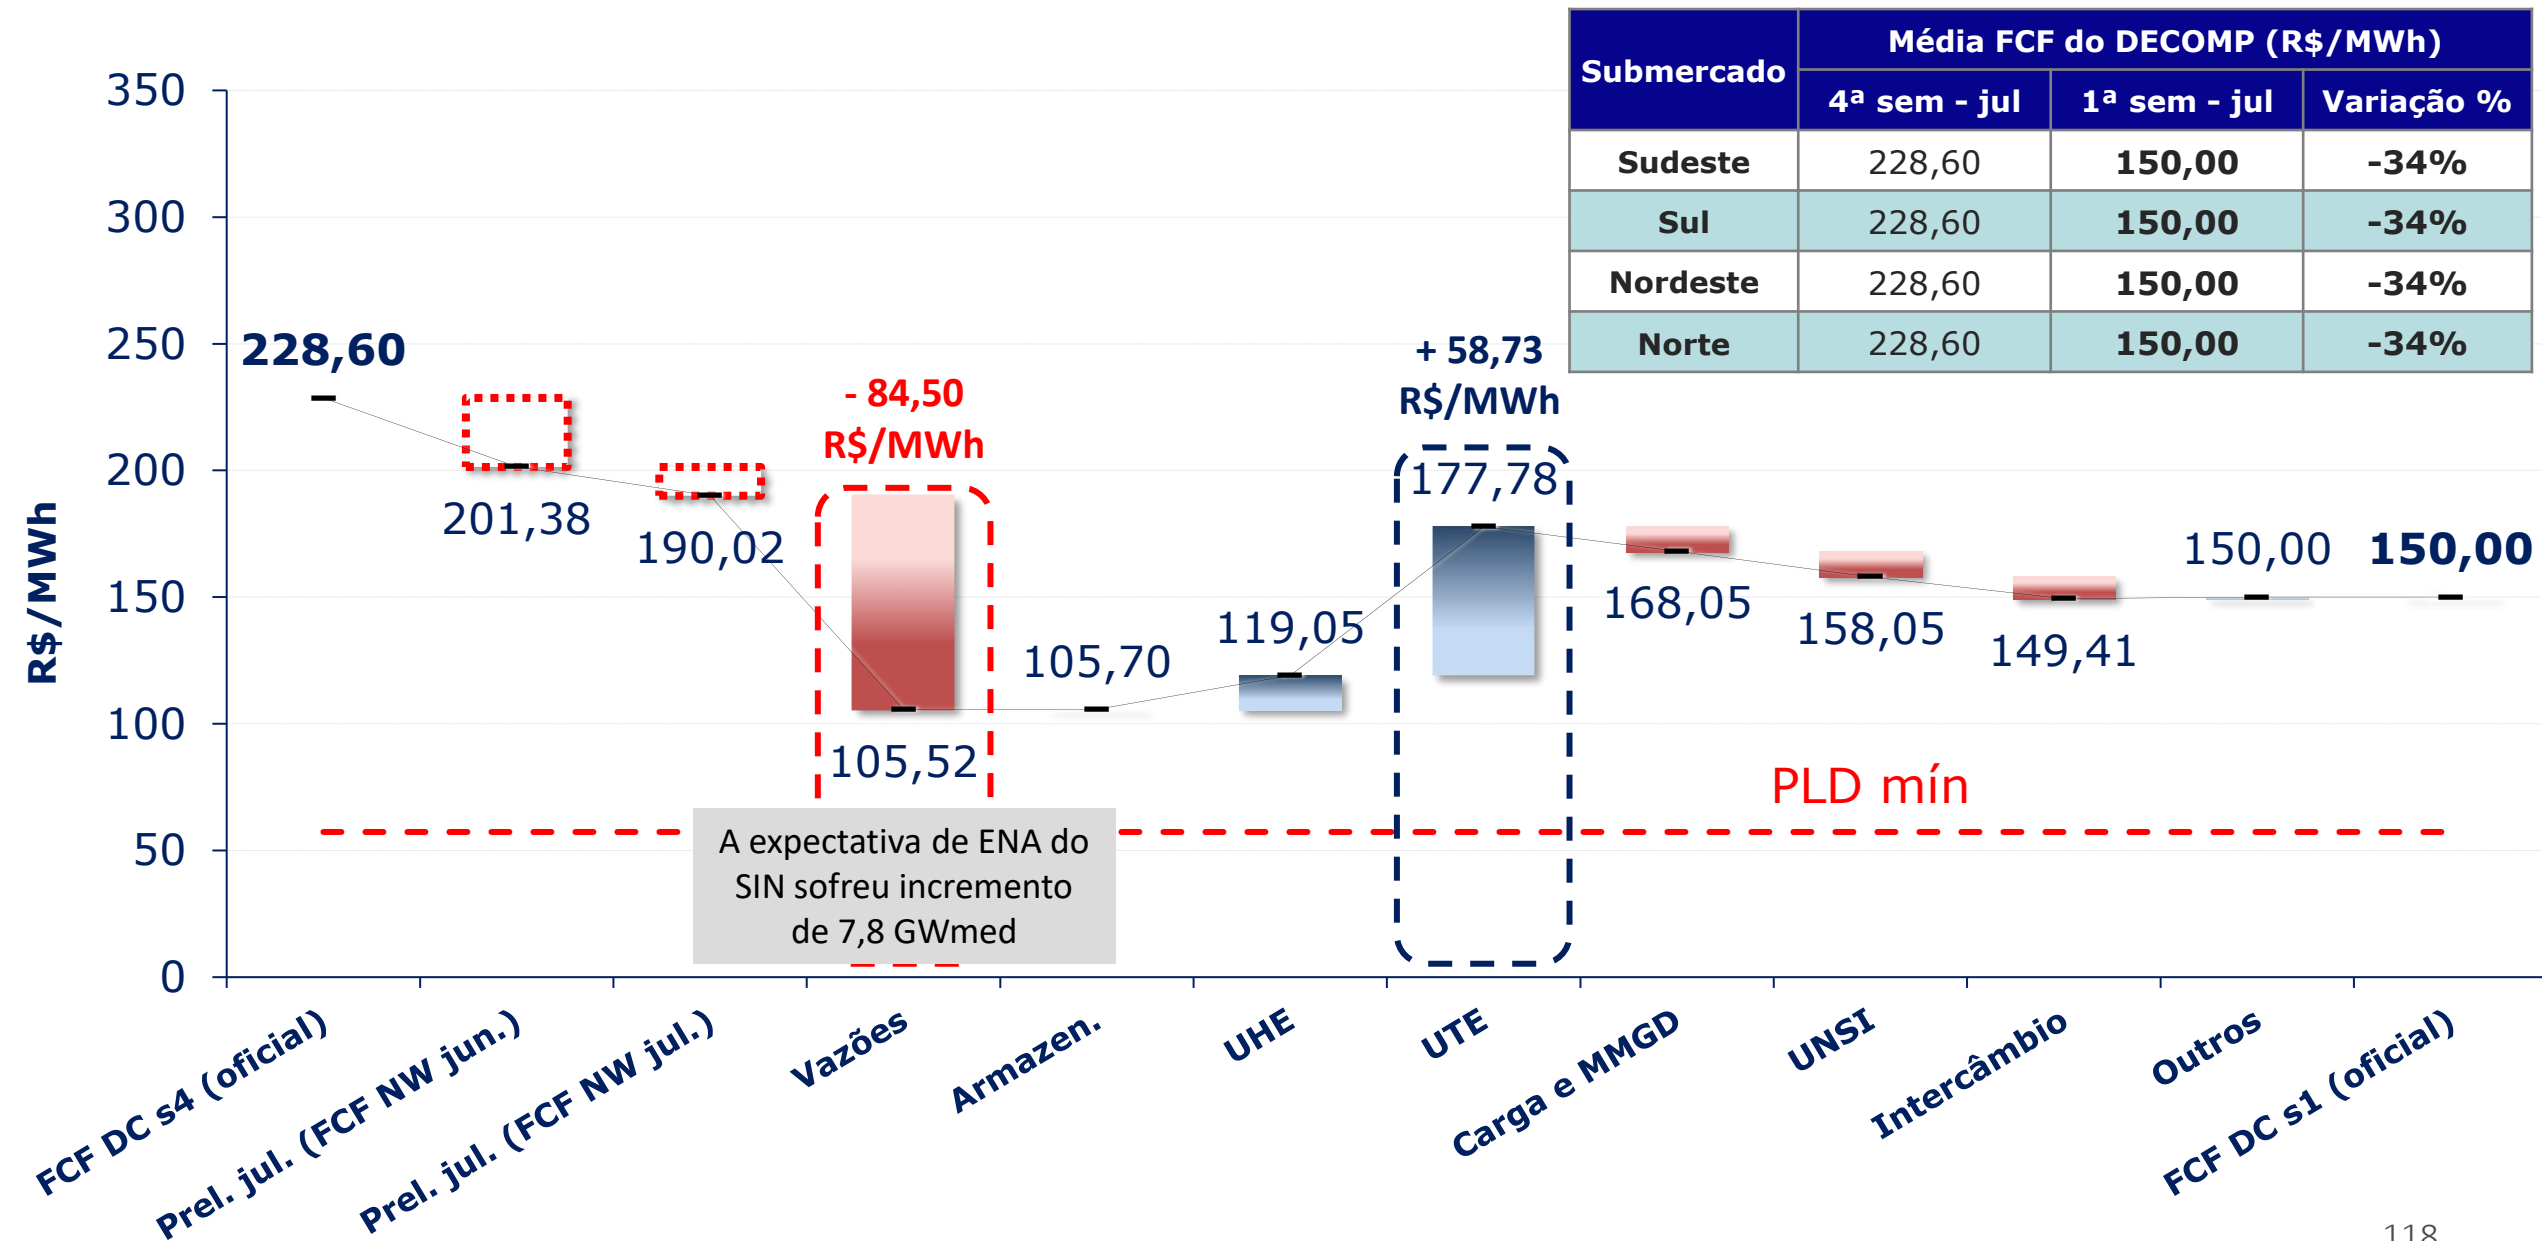 Submercado
Média FCF do DECOMP (R$/MWh)
4ª sem - jul 1ª sem - jul Variação %
Sudeste 228,60 150,00 -34%
Sul 228,60 150,00 -34%
Nordeste 228,60 150,00 -34%
Norte 228,60 150,00 -34%
R$/MWh
350
300
250
200
150
100
50
0
228,60
201,38
190,02
- 84,50
R$/MWh
105,52
105,70
119,05
+ 58,73
R$/MWh
177,78
168,05
158,05
149,41
150,00
150,00
PLD mín
A expectativa de ENA do
SIN sofreu incremento
de 7,8 GWmed
FCF DC s4 (oficial)
Prel. jul. (FCF NW jun.)
Prel. jul. (FCF NW jul.)
Vazões
Armazen.
UHE
UTE
Carga e MMGD
UNSI
Intercâmbio
Outros
FCF DC s1 (oficial)
118